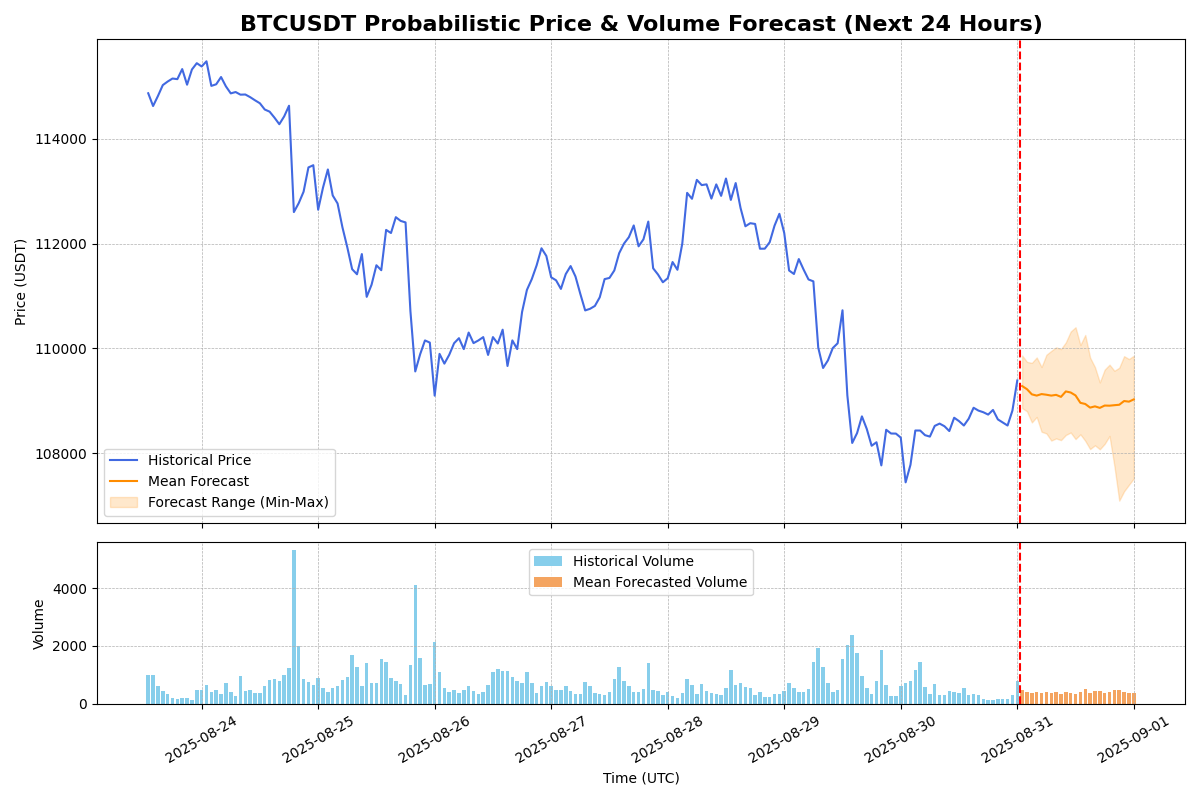 BTCUSDT Probabilistic Price & Volume Forecast (Next 24 Hours)
114000
112000
110000
108000
Price (USDT)
Historical Price
Mean Forecast
Forecast Range (Min-Max)
4000
2000
0
Volume
Historical Volume
Mean Forecasted Volume
2025-08-24
2025-08-25
2025-08-26
2025-08-27
2025-08-28
2025-08-29
2025-08-30
2025-08-31
2025-09-01
Time (UTC)